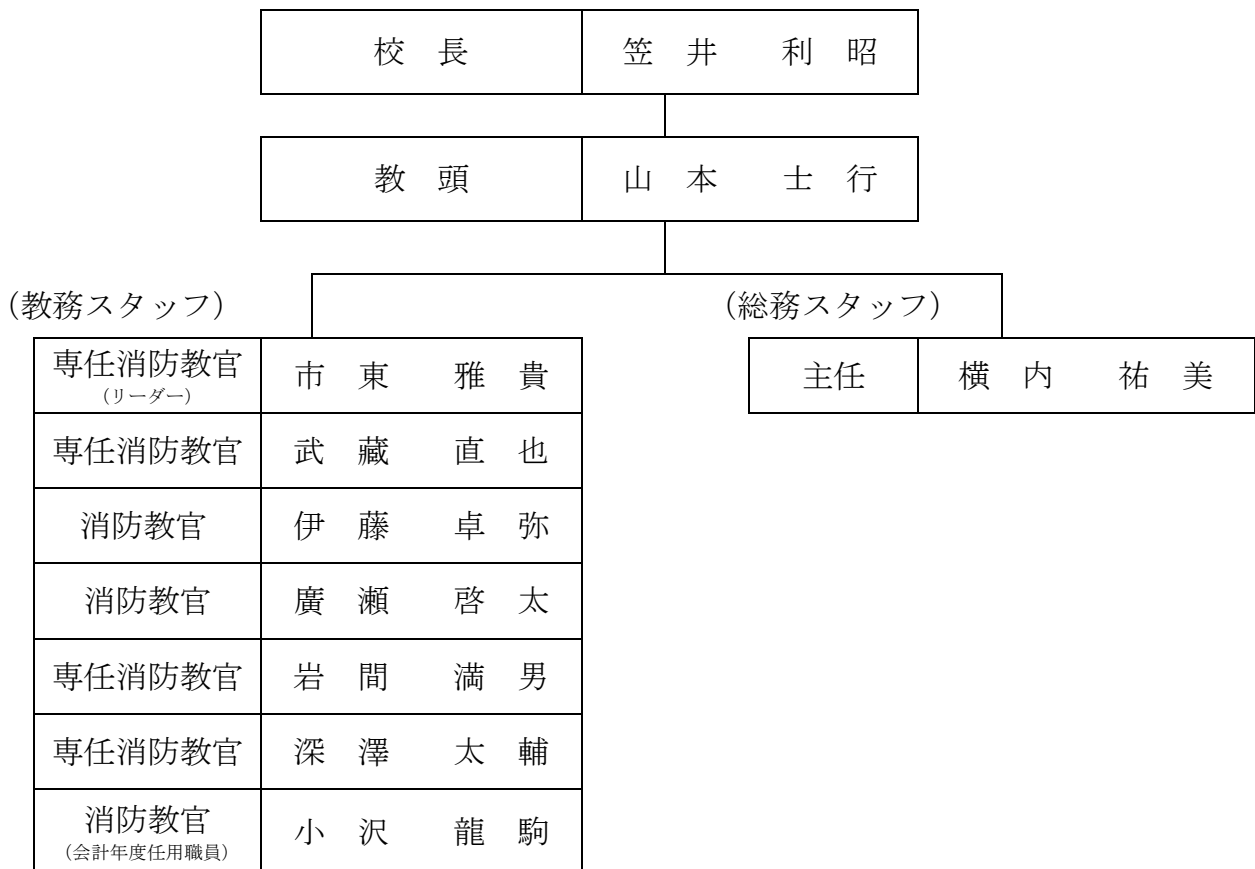 校 長 笠 井 利 昭
教 頭 山 本 士 行
（教務スタッフ） （総務スタッフ）
専任消防教官 市 東 雅 貴 主任 横 内 祐 美
（リーダー）
専任消防教官 武 藏 直 也
消防教官 伊 藤 卓 弥
消防教官 廣 瀬 啓 太
専任消防教官 岩 間 満 男
専任消防教官 深 澤 太 輔
消防教官 小 沢 龍 駒
（会計年度任用職員）